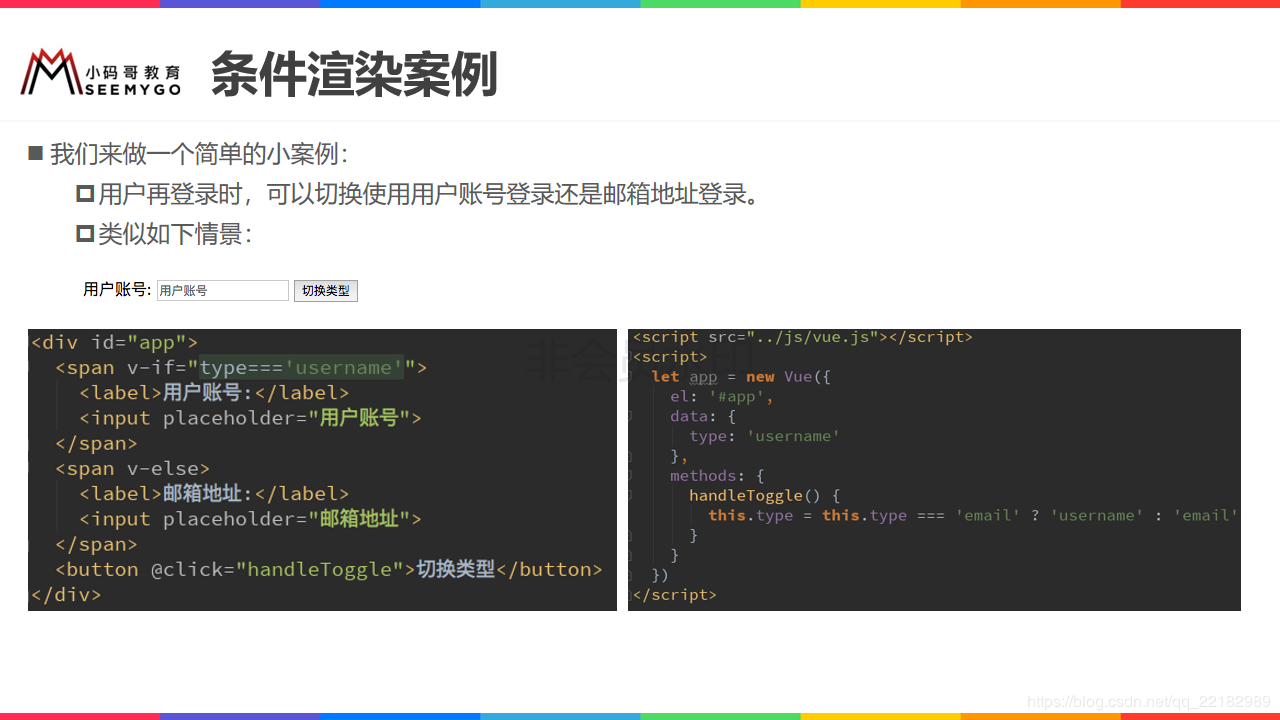 小码哥教育
SEEMYGO
条件渲染案例
我们来做一个简单的小案例：
用户再登录时，可以切换使用用户账号登录还是邮箱地址登录。
类似如下情景：
用户账号: 用户账号 切换类型
<div id="app">
<span v-if="type==='username'">
<label>用户账号:</label>
<input placeholder="用户账号">
</span>
<span v-else>
<label>邮箱地址:</label>
<input placeholder="邮箱地址">
</span>
<button @click="handleToggle">切换类型</button>
</div>
<script src="../js/vue.js"></script>
<script>
let app = new Vue({
el: '#app',
data: {
type: 'username'
},
methods: {
handleToggle() {
this.type = this.type === 'email' ? 'username' : 'email'
}
}
})
</script>
https://blog.csdn.net/qq_22182989